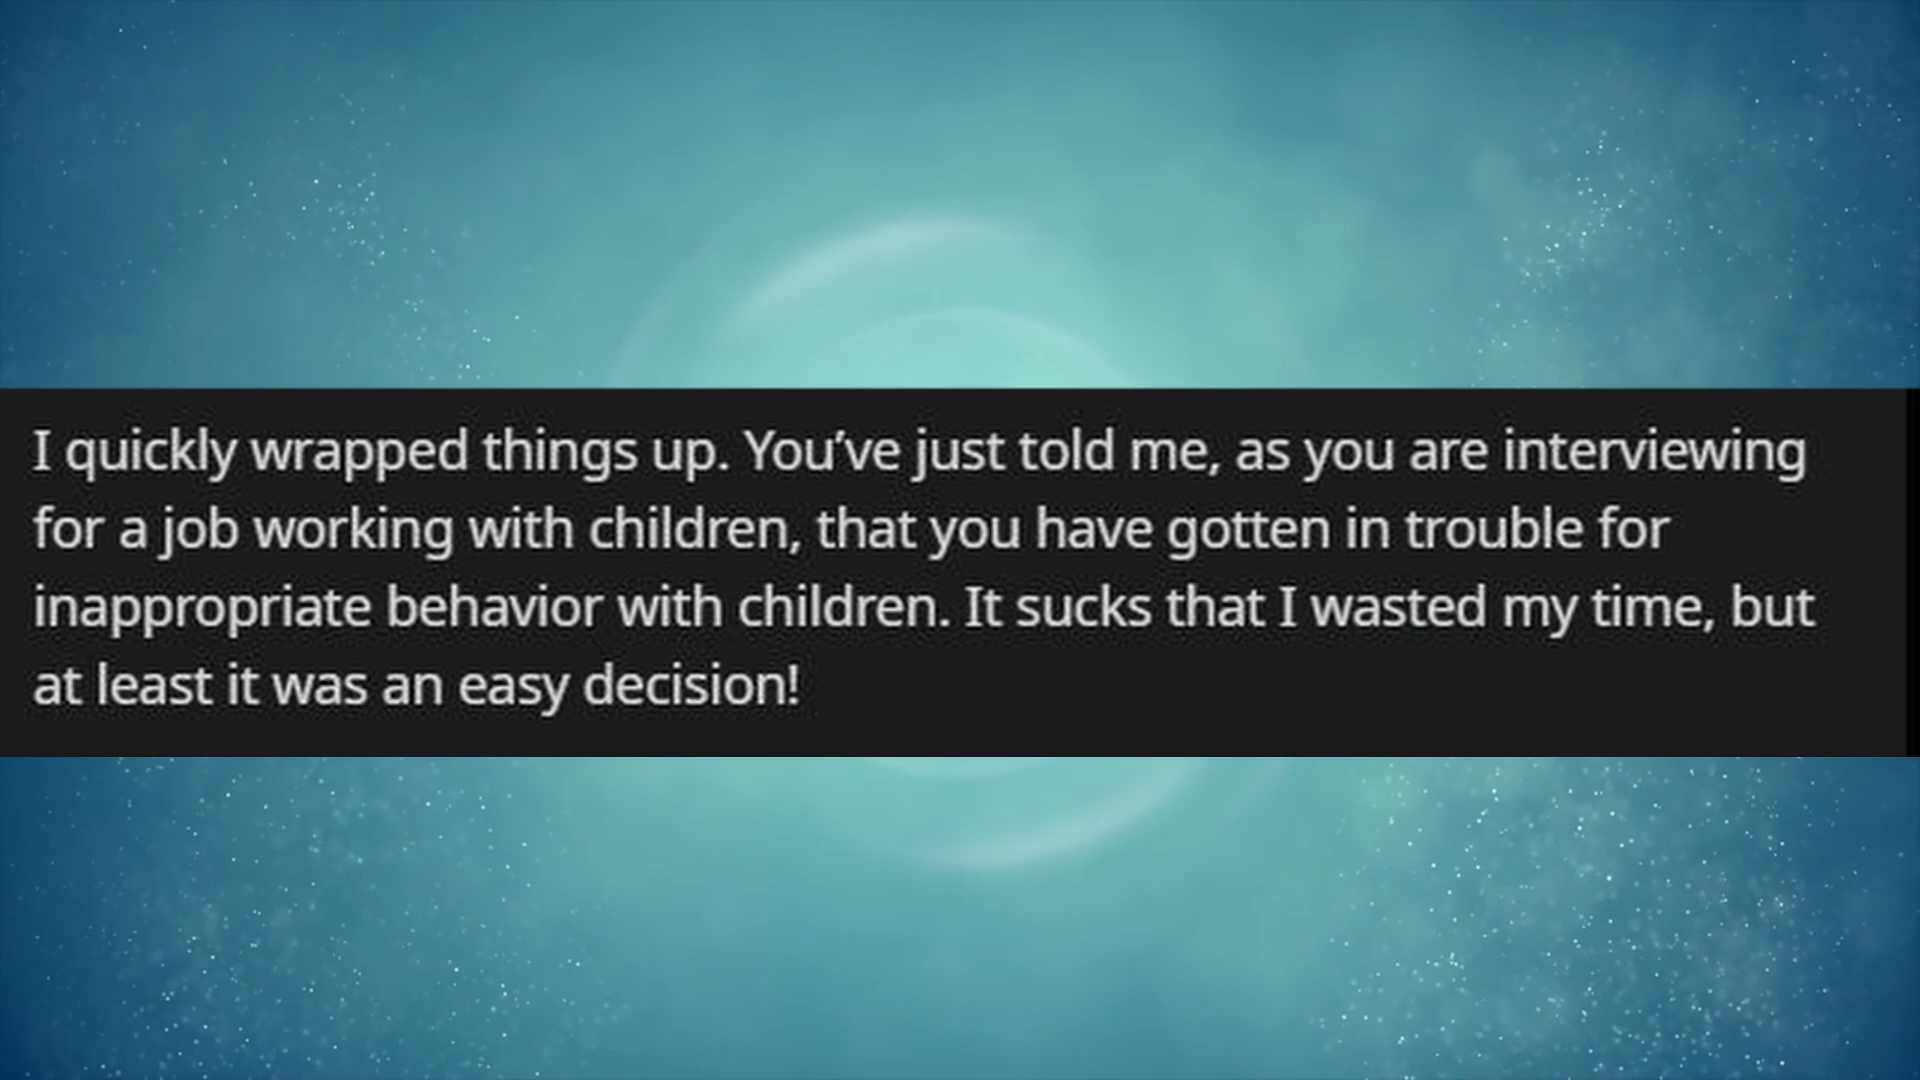 I quickly wrapped things up. You’ve just told me, as you are interviewing
for a job working with children, that you have gotten in trouble for
inappropriate behavior with children. It sucks that I wasted my time, but
at least it was an easy decision!